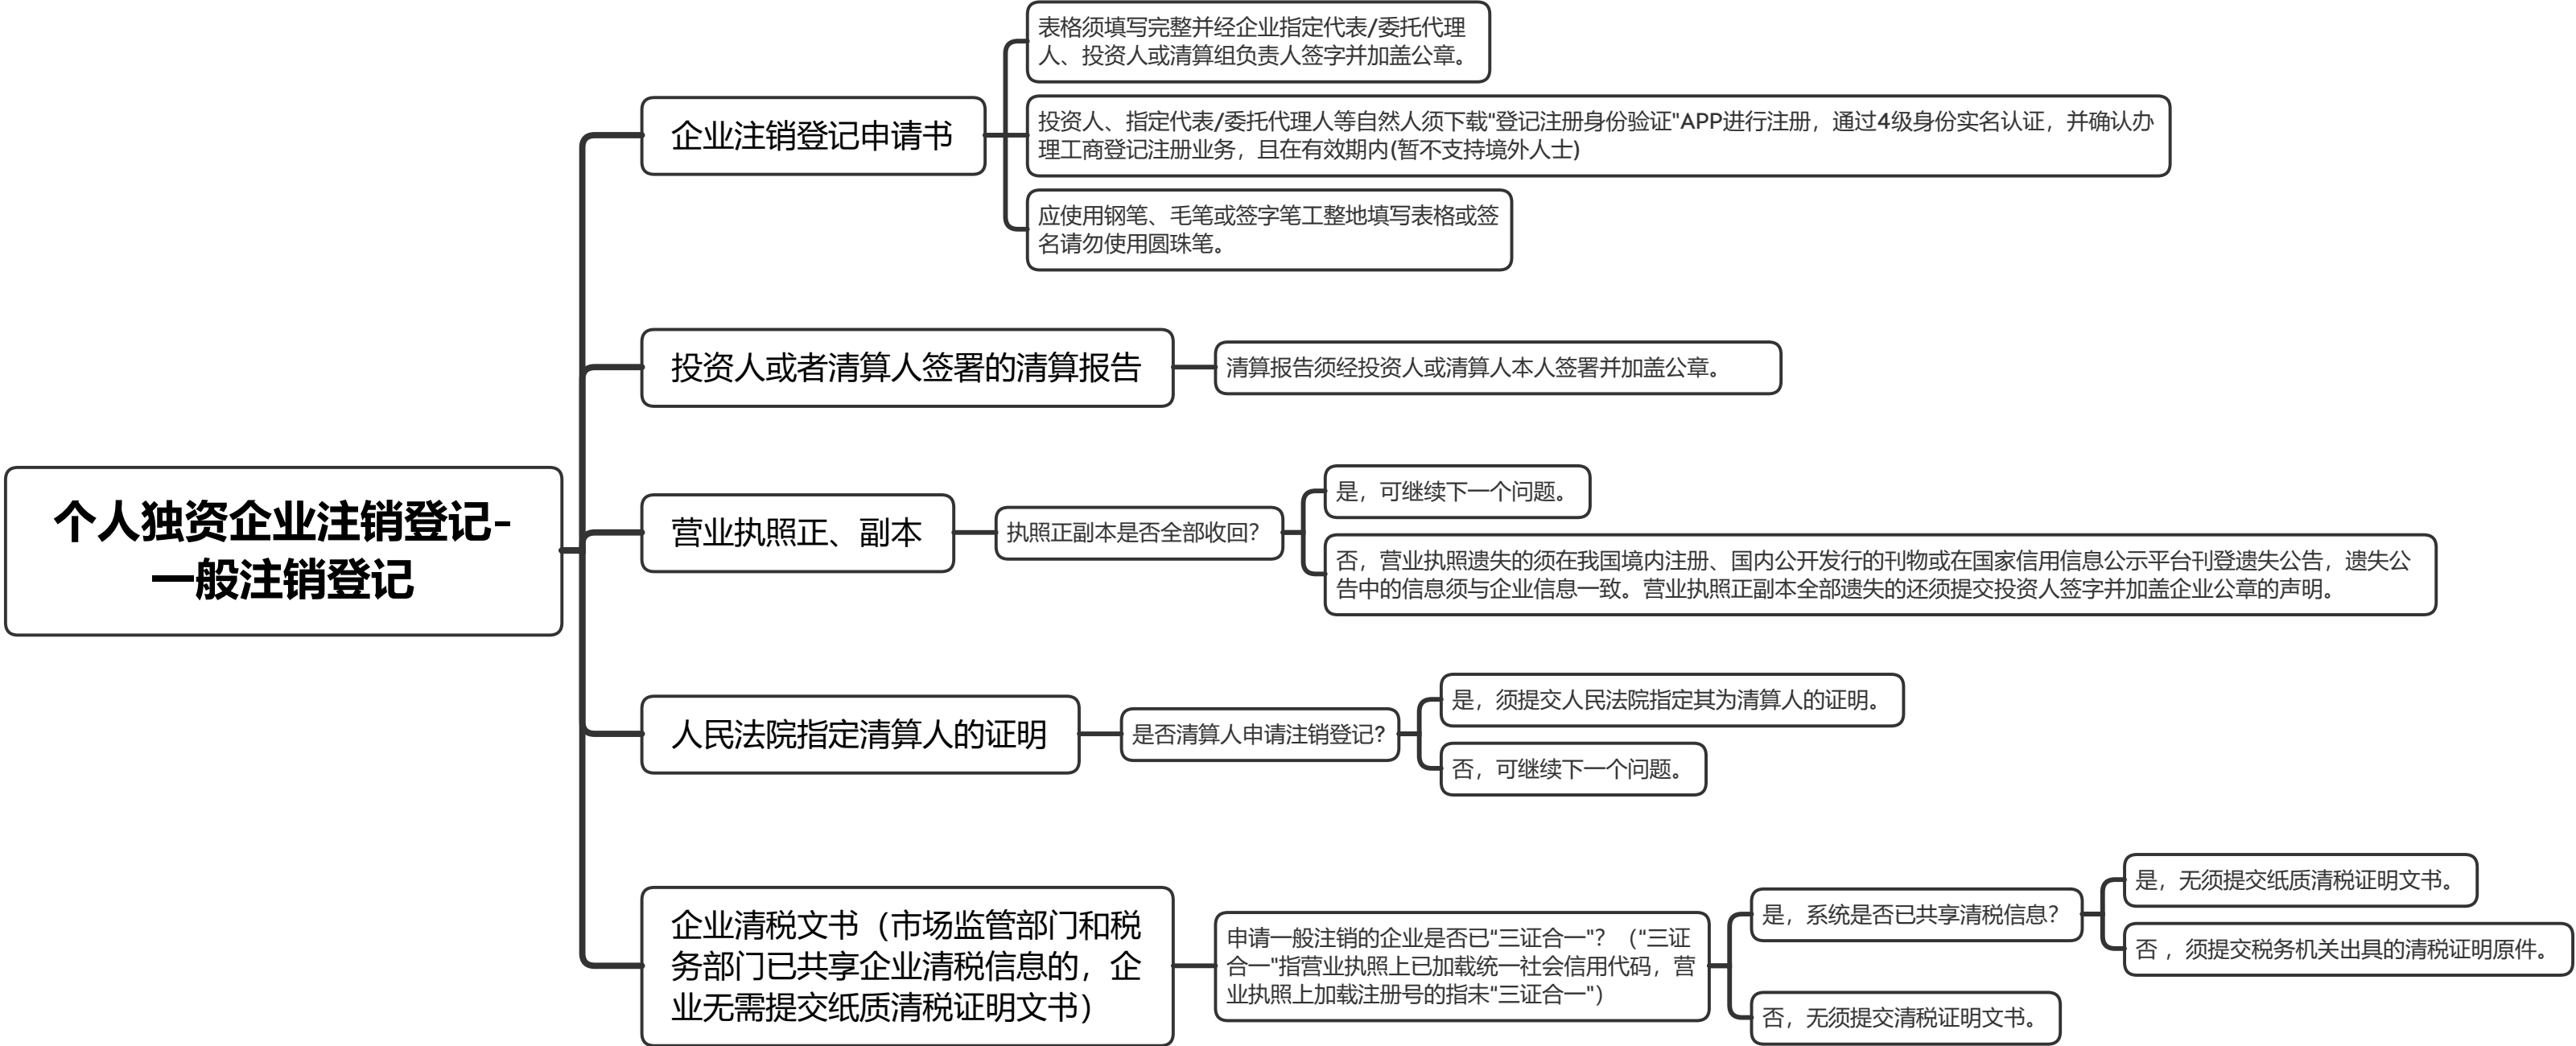 个人独资企业注销登记-
一般注销登记
企业注销登记申请书
表格须填写完整并经企业指定代表/委托代理
人、投资人或清算组负责人签字并加盖公章。
投资人、指定代表/委托代理人等自然人须下载"登记注册身份验证"APP进行注册，通过4级身份实名认证，并确认办
理工商登记注册业务，且在有效期内(暂不支持境外人士)
应使用钢笔、毛笔或签字笔工整地填写表格或签
名请勿使用圆珠笔。
投资人或者清算人签署的清算报告
清算报告须经投资人或清算人本人签署并加盖公章。
营业执照正、副本
执照正副本是否全部收回？
是，可继续下一个问题。
否，营业执照遗失的须在我国境内注册、国内公开发行的刊物或在国家信用信息公示平台刊登遗失公告，遗失公
告中的信息须与企业信息一致。营业执照正副本全部遗失的还须提交投资人签字并加盖企业公章的声明。
人民法院指定清算人的证明
是否清算人申请注销登记?
是，须提交人民法院指定其为清算人的证明。
否，可继续下一个问题。
企业清税文书（市场监管部门和税
务部门已共享企业清税信息的，企
业无需提交纸质清税证明文书）
申请一般注销的企业是否已"三证合一"？（"三证
合一"指营业执照上已加载统一社会信用代码，营
业执照上加载注册号的指未"三证合一"）
是，系统是否已共享清税信息？
是，无须提交纸质清税证明文书。
否 ，须提交税务机关出具的清税证明原件。
否，无须提交清税证明文书。